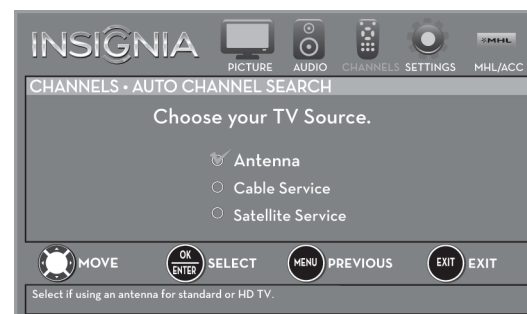 INSIGNIA
PICTURE AUDIO CHANNELS SETTINGS MHL/ACC
MHL
CHANNELS • AUTO CHANNEL SEARCH
Choose your TV Source.
Antenna
Cable Service
Satellite Service
MOVE OK ENTER SELECT MENU PREVIOUS EXIT EXIT
Select if using an antenna for standard or HD TV.